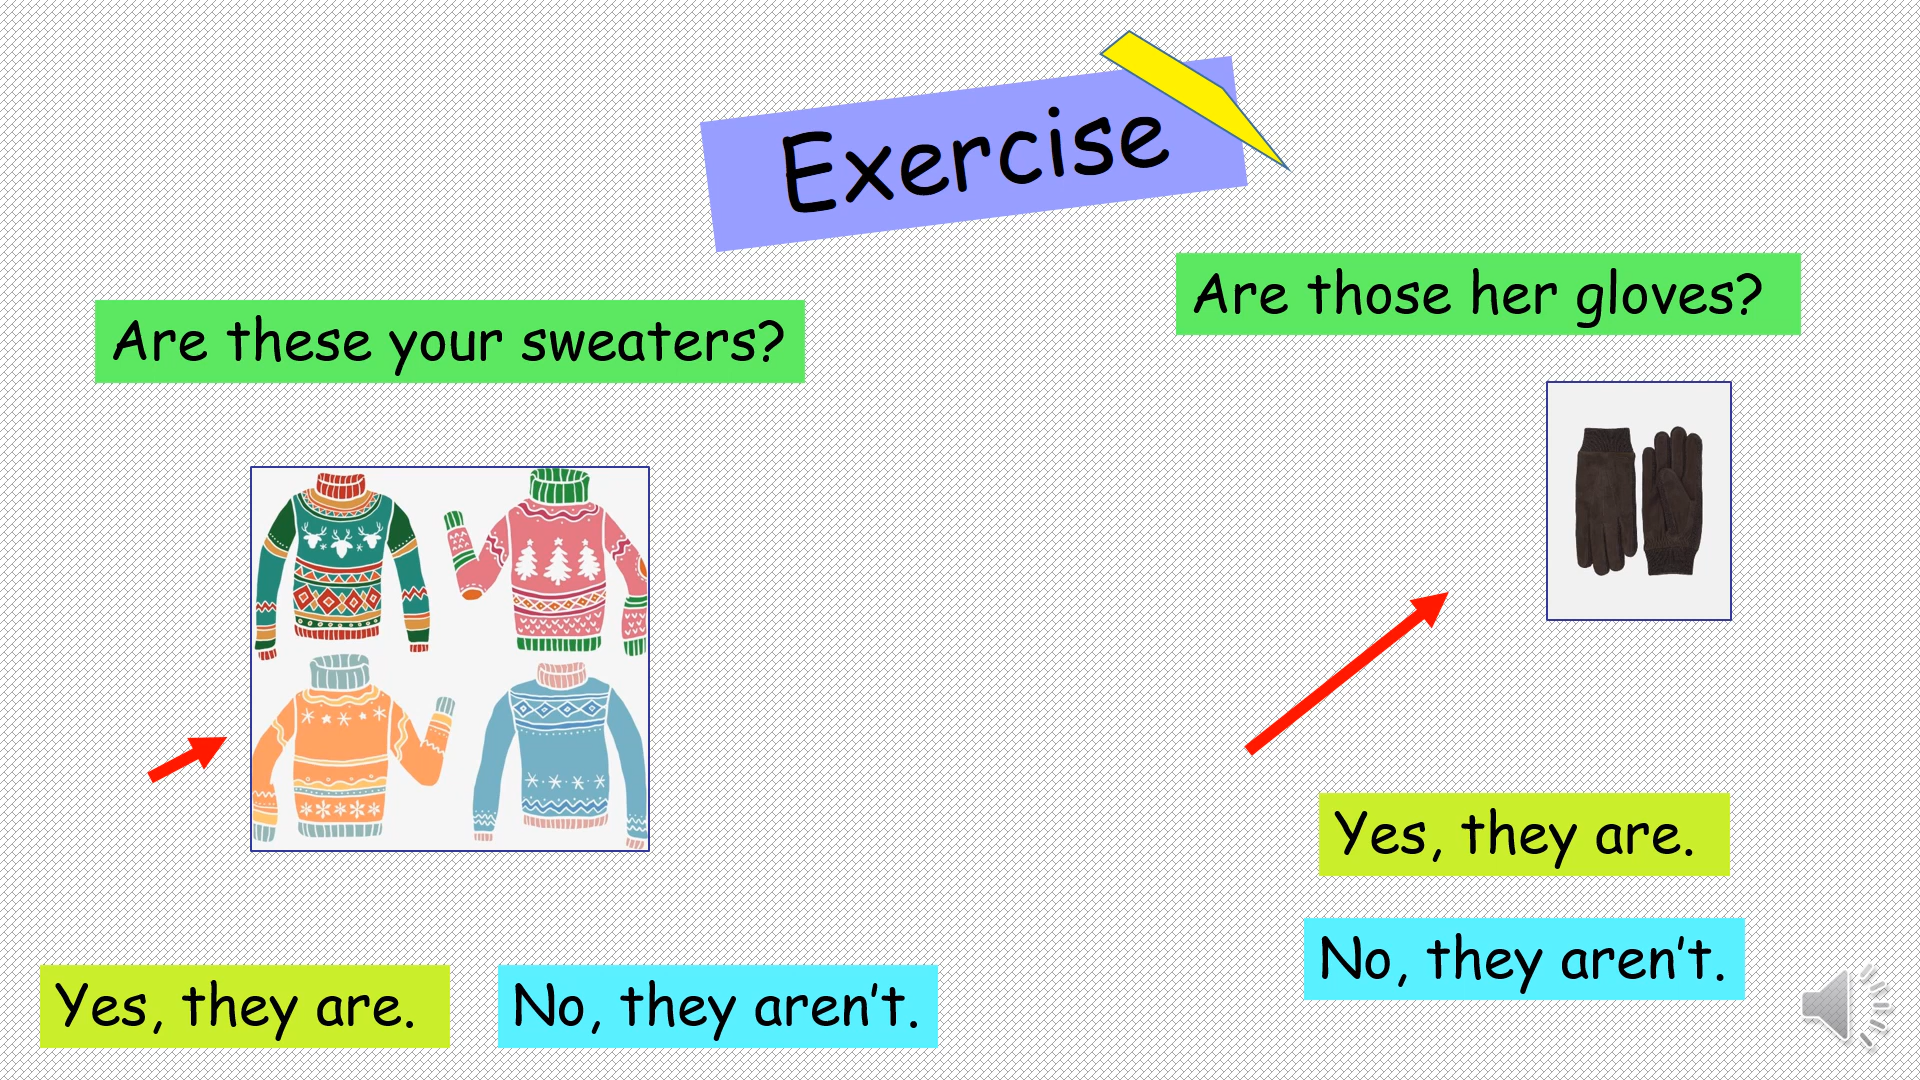 Exercise
Are these your sweaters?
Yes, they are.
No, they aren't.
Are those her gloves?
Yes, they are.
No, they aren't.